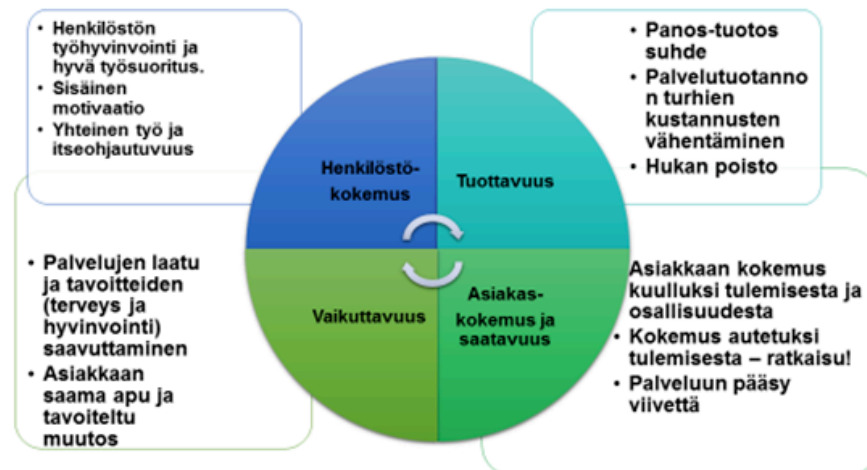 • Henkilöstön
työhyvinvointi ja
hyvä työsuoritus.
• Sisäinen
motivaatio
• Yhteinen työ ja
itseohjautuvuus
• Panos-tuotos
suhde
• Palvelutuotanno
n turhien
kustannusten
vähentäminen
• Hukan poisto
Henkilöstö-
kokemus
Tuottavuus
Vaikuttavuus
Asiakas-
kokemus ja
saatavuus
• Palvelujen laatu
ja tavoitteiden
(terveys ja
hyvinvointi)
saavuttaminen
• Asiakkaan
saama apu ja
tavoiteltu
muutos
Asiakkaan kokemus
kuulluksi tulemisesta ja
osallisuudesta
• Kokemus autetuksi
tulemisesta – ratkaisu!
• Palveluun pääsy
viivettä